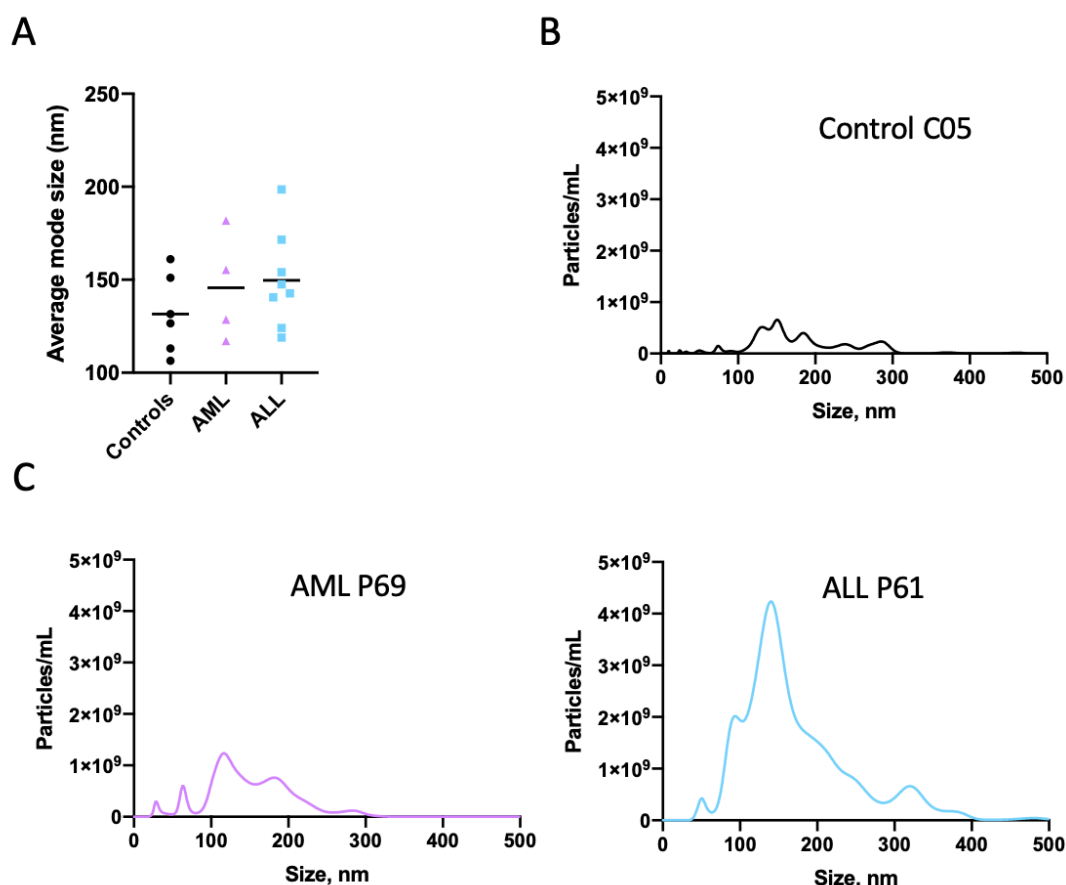 A
Average mode size (nm)
250
200
150
100
Controls
AML
ALL
B
Control C05
Particles/mL
5×10⁹
4×10⁹
3×10⁹
2×10⁹
1×10⁹
0
0 100 200 300 400 500
Size, nm
C
AML P69
Particles/mL
5×10⁹
4×10⁹
3×10⁹
2×10⁹
1×10⁹
0
0 100 200 300 400 500
Size, nm
ALL P61
Particles/mL
5×10⁹
4×10⁹
3×10⁹
2×10⁹
1×10⁹
0
0 100 200 300 400 500
Size, nm